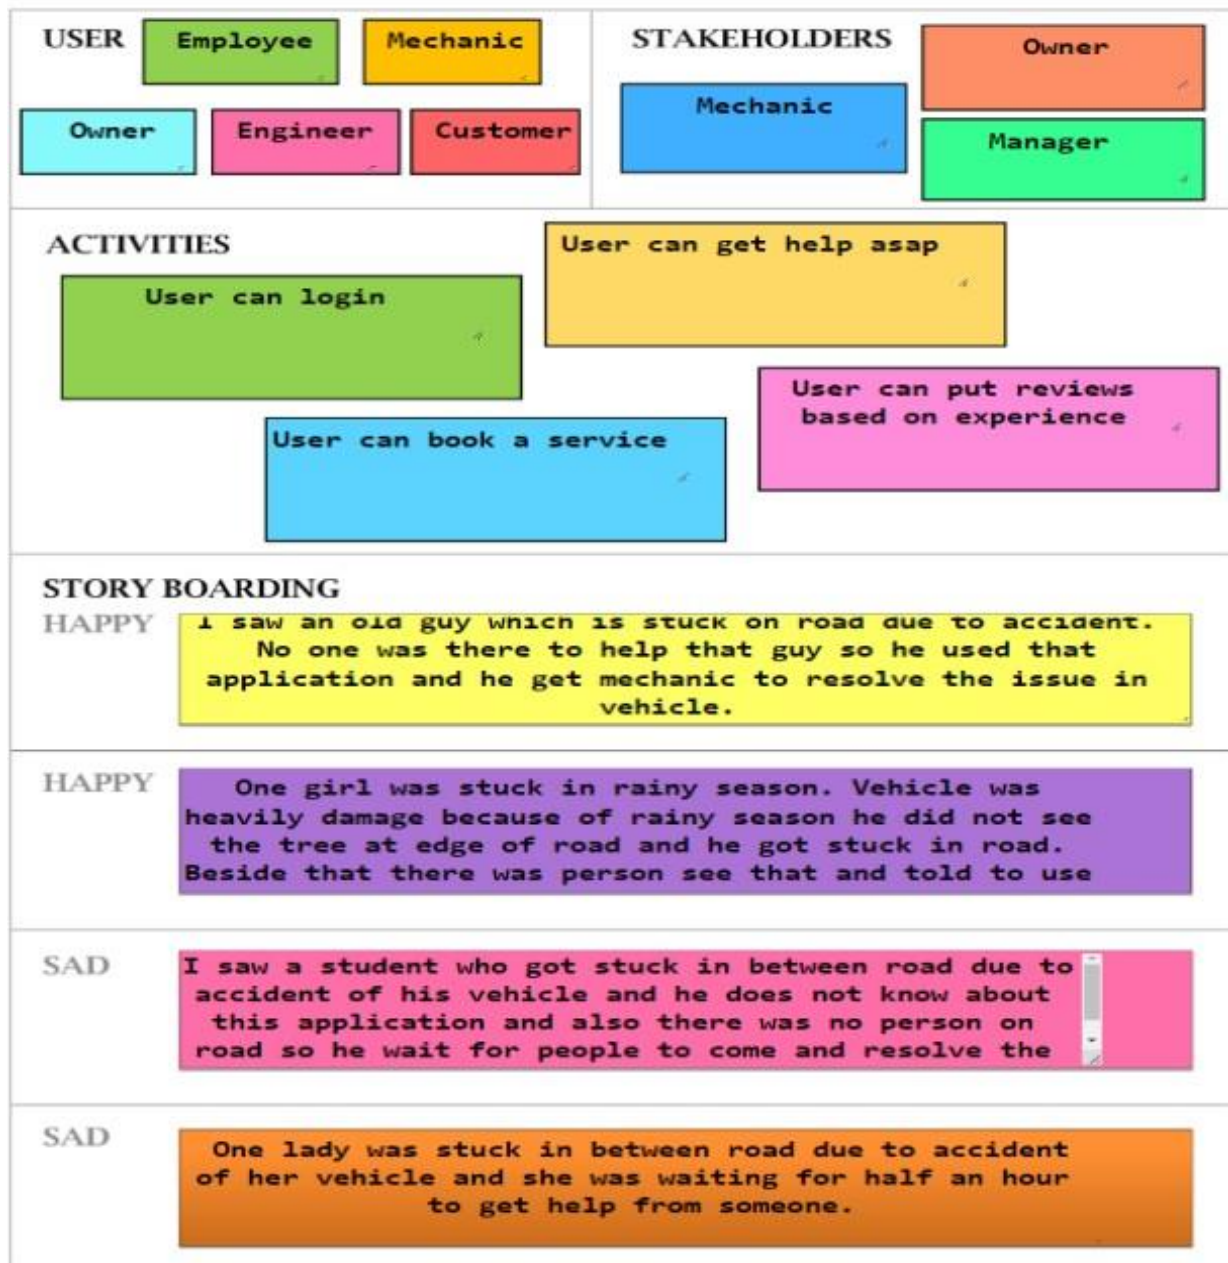 USER
Employee
Mechanic
Owner
Engineer
Customer
STAKEHOLDERS
Owner
Mechanic
Manager
ACTIVITIES
User can get help asap
User can login
User can put reviews
based on experience
User can book a service
STORY BOARDING
HAPPY
I saw an old guy which is stuck on road due to accident.
No one was there to help that guy so he used that
application and he get mechanic to resolve the issue in
vehicle.
HAPPY
One girl was stuck in rainy season. Vehicle was
heavily damage because of rainy season he did not see
the tree at edge of road and he got stuck in road.
Beside that there was person see that and told to use
SAD
I saw a student who got stuck in between road due to
accident of his vehicle and he does not know about
this application and also there was no person on
road so he wait for people to come and resolve the
SAD
One lady was stuck in between road due to accident
of her vehicle and she was waiting for half an hour
to get help from someone.